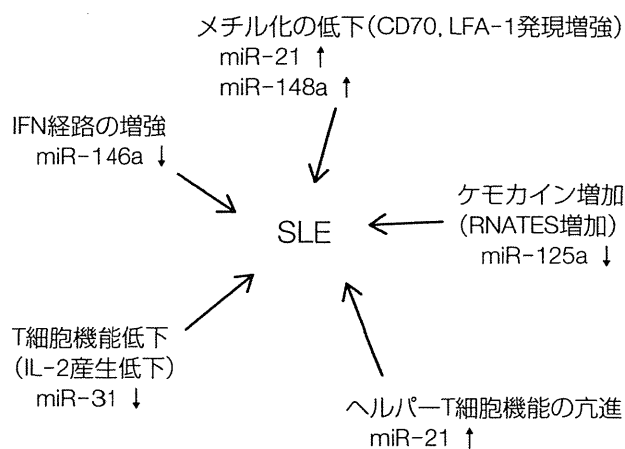 メチル化の低下(CD70, LFA-1発現増強)
miR-21 ↑
miR-148a ↑
IFN経路の増強
miR-146a ↓
ケモカイン増加
(RNATES増加)
miR-125a ↓
SLE
T細胞機能低下
(IL-2産生低下)
miR-31 ↓
ヘルパーT細胞機能の亢進
miR-21 ↑